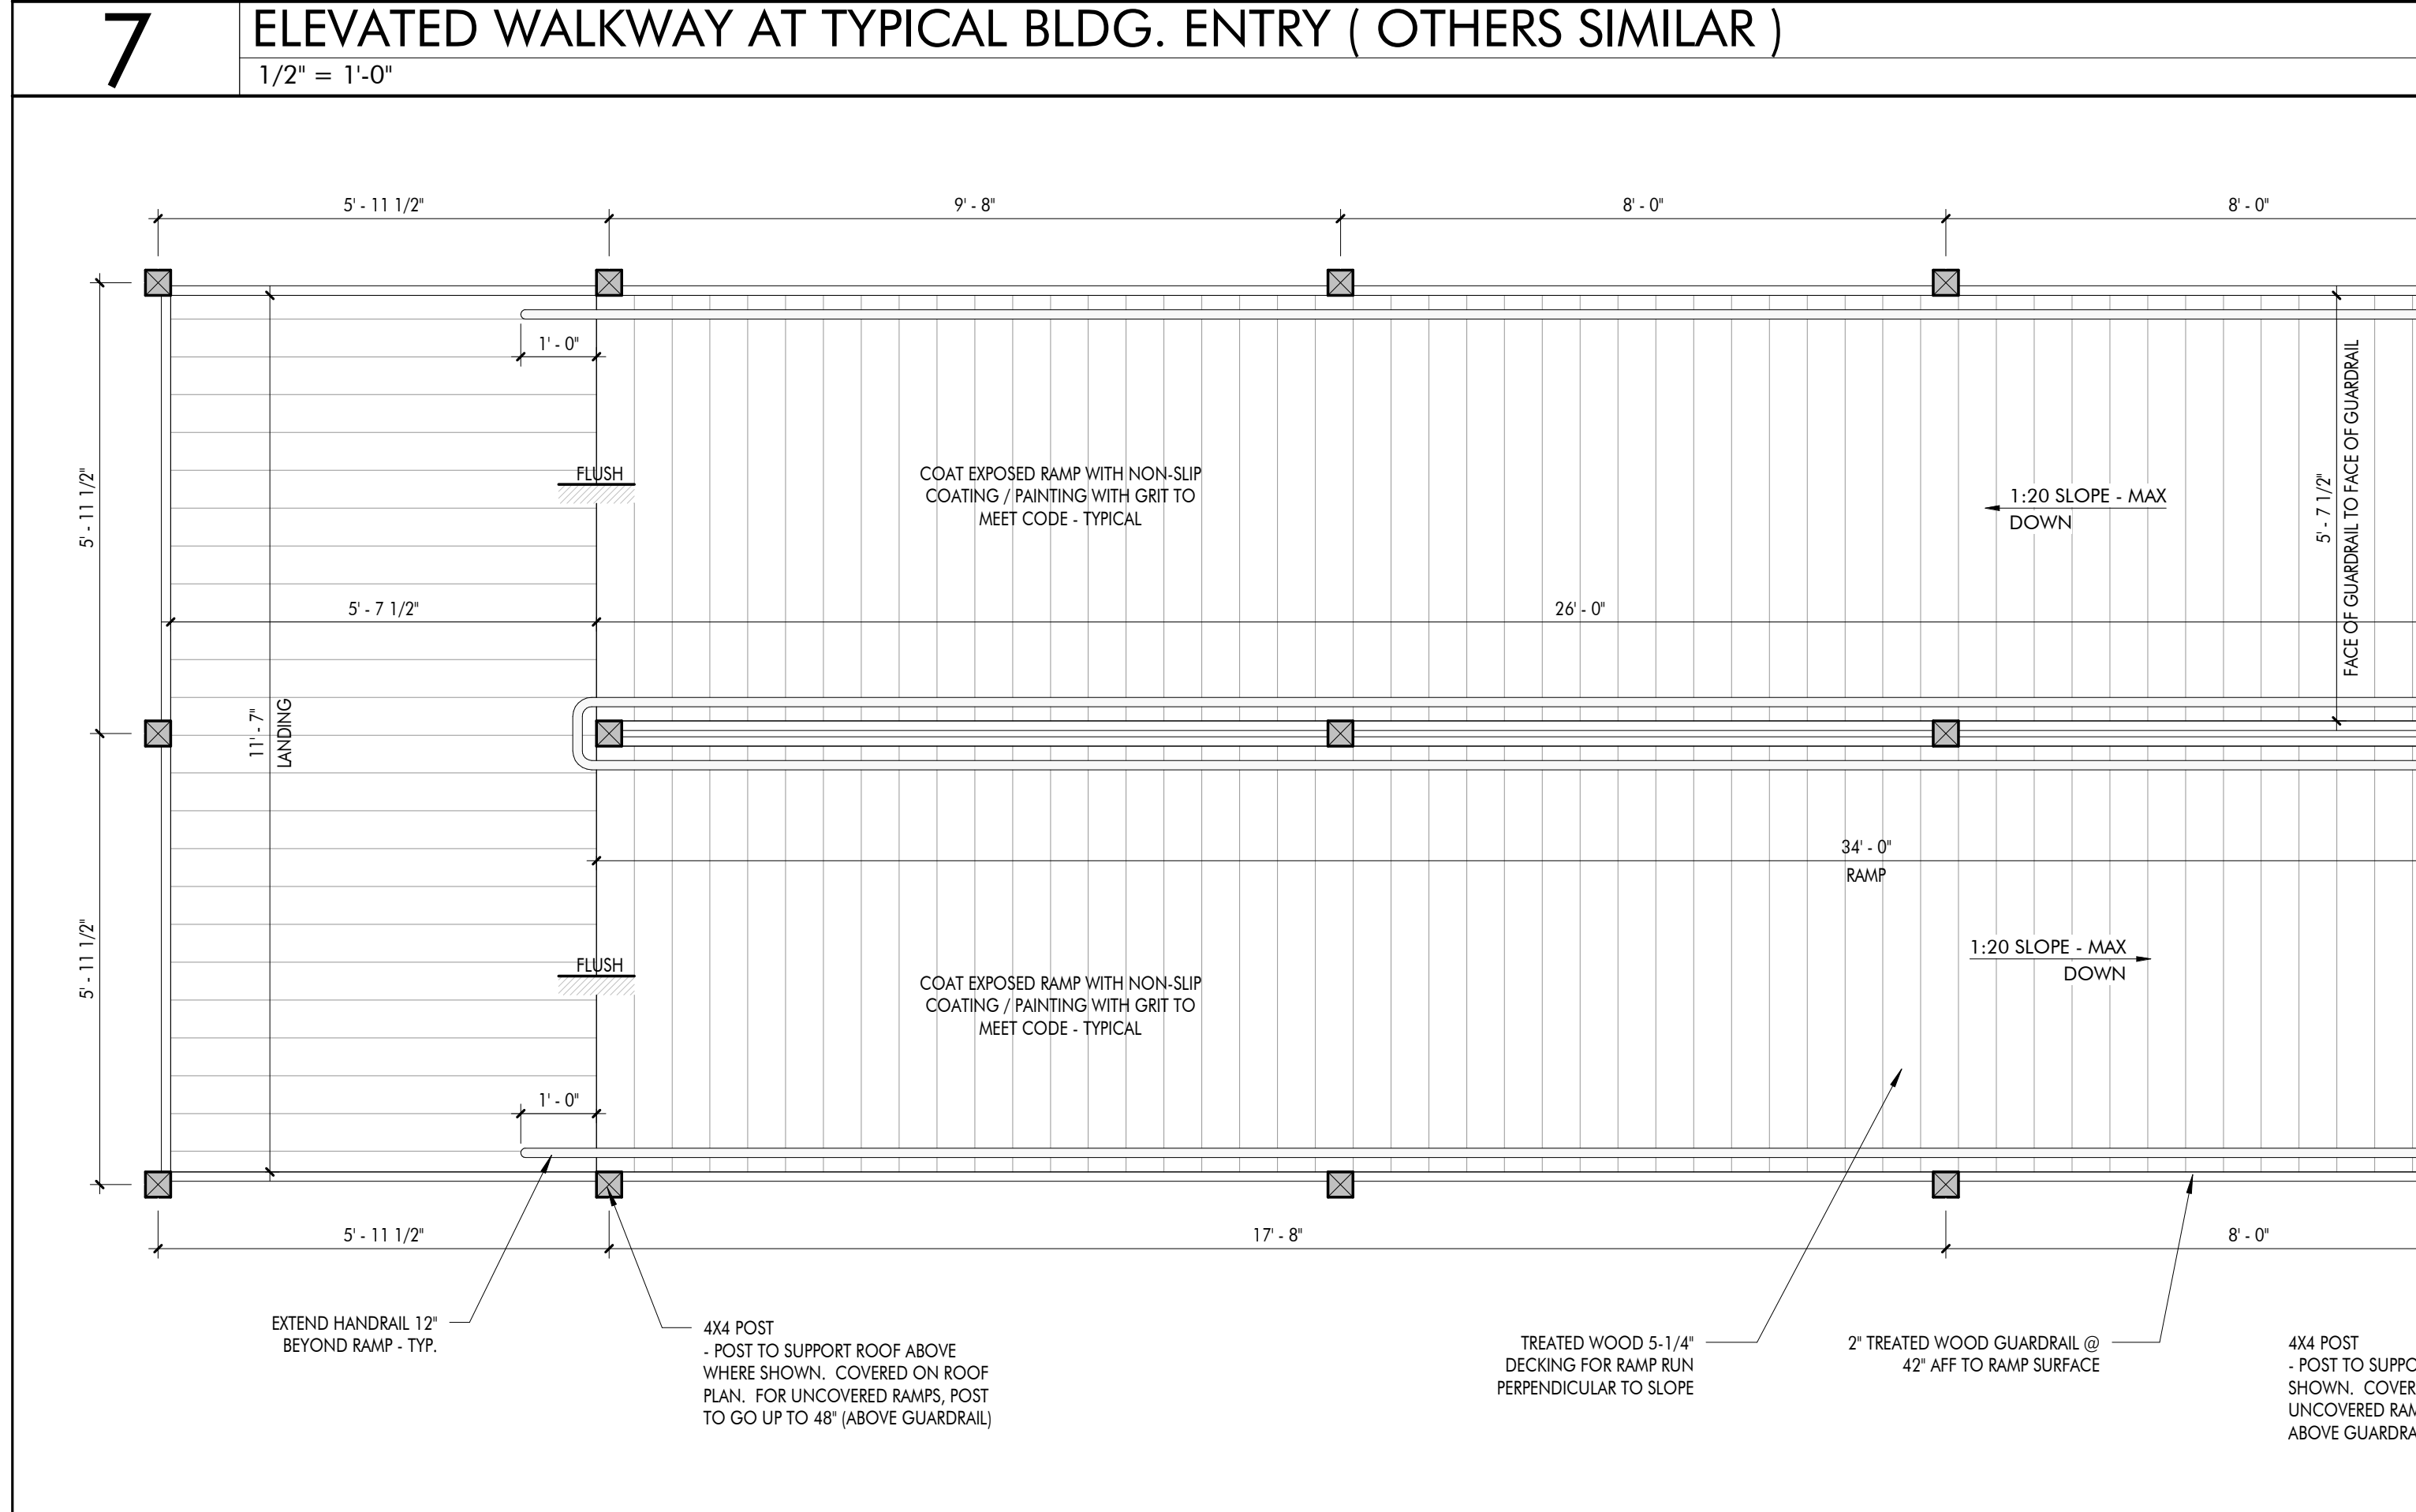 7
ELEVATED WALKWAY AT TYPICAL BLDG. ENTRY ( OTHERS SIMILAR )
1/2" = 1'-0"
5' - 11 1/2"
9' - 8"
8' - 0"
8' - 0"
1' - 0"
5' - 11 1/2"
FLUSH
COAT EXPOSED RAMP WITH NON-SLIP
COATING / PAINTING WITH GRIT TO
MEET CODE - TYPICAL
1:20 SLOPE - MAX
DOWN
5' - 7 1/2"
FACE OF GUARDRAIL TO FACE OF GUARDRAIL
5' - 7 1/2"
26' - 0"
11' - 7"
LANDING
34' - 0"
RAMP
5' - 11 1/2"
FLUSH
COAT EXPOSED RAMP WITH NON-SLIP
COATING / PAINTING WITH GRIT TO
MEET CODE - TYPICAL
1:20 SLOPE - MAX
DOWN
1' - 0"
5' - 11 1/2"
17' - 8"
8' - 0"
EXTEND HANDRAIL 12"
BEYOND RAMP - TYP.
4X4 POST
- POST TO SUPPORT ROOF ABOVE
WHERE SHOWN.  COVERED ON ROOF
PLAN.  FOR UNCOVERED RAMPS, POST
TO GO UP TO 48" (ABOVE GUARDRAIL)
TREATED WOOD 5-1/4"
DECKING FOR RAMP RUN
PERPENDICULAR TO SLOPE
2" TREATED WOOD GUARDRAIL @
42" AFF TO RAMP SURFACE
4X4 POST
- POST TO
SHOWN.
UNCOVERED
ABOVE